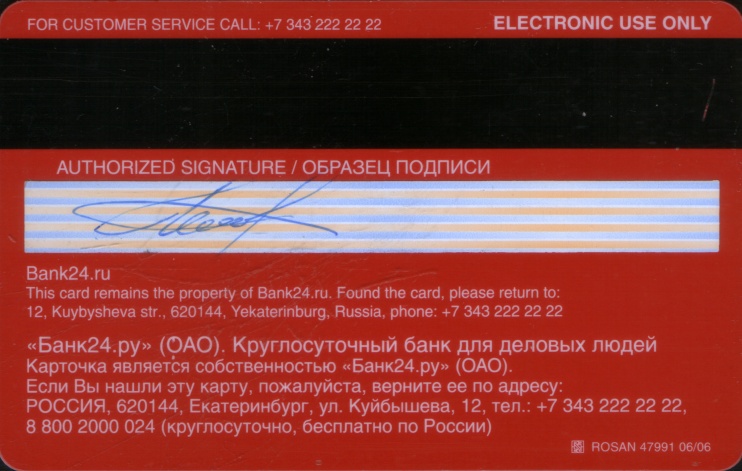 FOR CUSTOMER SERVICE CALL: +7 343 222 22 22
ELECTRONIC USE ONLY
AUTHORIZED SIGNATURE / ОБРАЗЕЦ ПОДПИСИ
Bank24.ru
This card remains the property of Bank24.ru. Found the card, please return to:
12, Kuybysheva str., 620144, Yekaterinburg, Russia, phone: +7 343 222 22 22
«Банк24.ру» (ОАО). Круглосуточный банк для деловых людей
Карточка является собственностью «Банк24.ру» (ОАО).
Если Вы нашли эту карту, пожалуйста, верните ее по адресу:
РОССИЯ, 620144, Екатеринбург, ул. Куйбышева, 12, тел.: +7 343 222 22 22,
8 800 2000 024 (круглосуточно, бесплатно по России)
ROSAN 47991 06/06